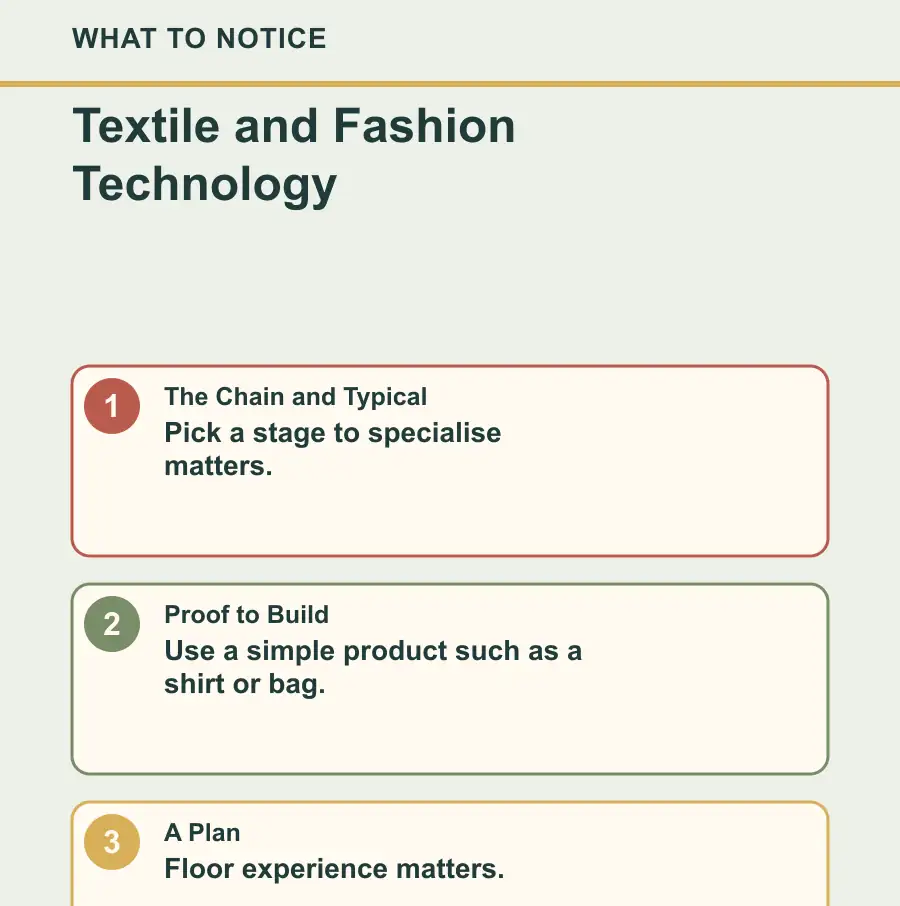 WHAT TO NOTICE
Textile and Fashion
Technology
1
The Chain and Typical
Pick a stage to specialise
matters.
2
Proof to Build
Use a simple product such as a
shirt or bag.
3
A Plan
Floor experience matters.